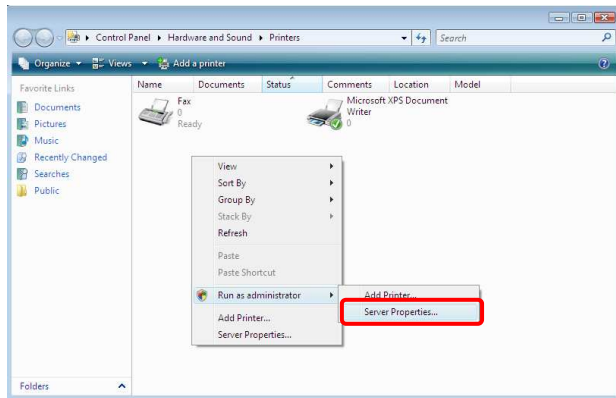 Control Panel ▸ Hardware and Sound ▸ Printers
Search
Organize Views Add a printer
Favorite Links
Documents
Pictures
Music
Recently Changed
Searches
Public
Folders
Name Documents Status Comments Location Model
Fax
0
Ready
Microsoft XPS Document
Writer
0
View
Sort By
Group By
Stack By
Refresh
Paste
Paste Shortcut
Run as administrator
Add Printer...
Server Properties...
Add Printer...
Server Properties...